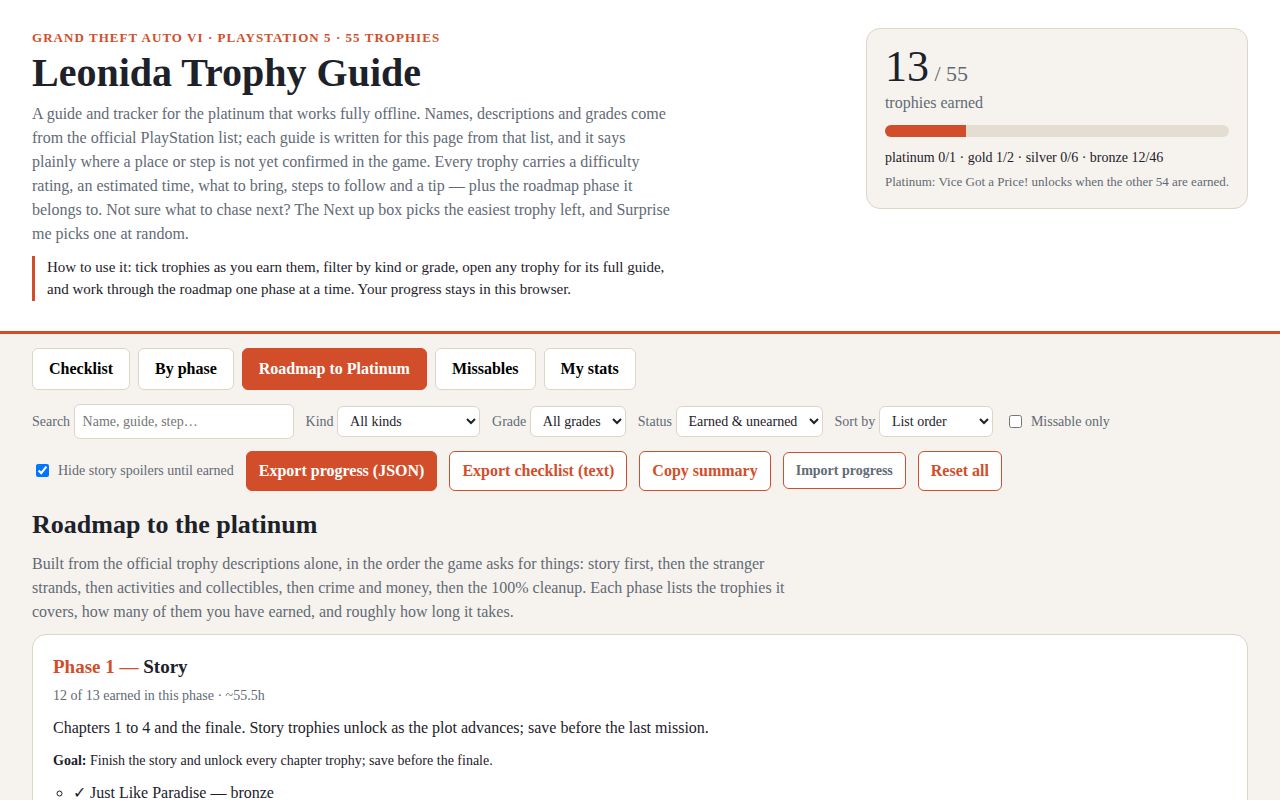 GRAND THEFT AUTO VI · PLAYSTATION 5 · 55 TROPHIES
Leonida Trophy Guide
A guide and tracker for the platinum that works fully offline. Names, descriptions and grades come
from the official PlayStation list; each guide is written for this page from that list, and it says
plainly where a place or step is not yet confirmed in the game. Every trophy carries a difficulty
rating, an estimated time, what to bring, steps to follow and a tip — plus the roadmap phase it
belongs to. Not sure what to chase next? The Next up box picks the easiest trophy left, and Surprise
me picks one at random.
How to use it: tick trophies as you earn them, filter by kind or grade, open any trophy for its full guide,
and work through the roadmap one phase at a time. Your progress stays in this browser.
13 / 55
trophies earned
platinum 0/1 · gold 1/2 · silver 0/6 · bronze 12/46
Platinum: Vice Got a Price! unlocks when the other 54 are earned.
Checklist By phase Roadmap to Platinum Missables My stats
Search Name, guide, step… Kind All kinds Grade All grades Status Earned & unearned Sort by List order Missable only
Hide story spoilers until earned Export progress (JSON) Export checklist (text) Copy summary Import progress Reset all
Roadmap to the platinum
Built from the official trophy descriptions alone, in the order the game asks for things: story first, then the stranger
strands, then activities and collectibles, then crime and money, then the 100% cleanup. Each phase lists the trophies it
covers, how many of them you have earned, and roughly how long it takes.
Phase 1 — Story
12 of 13 earned in this phase · ~55.5h
Chapters 1 to 4 and the finale. Story trophies unlock as the plot advances; save before the last mission.
Goal: Finish the story and unlock every chapter trophy; save before the finale.
✓ Just Like Paradise — bronze